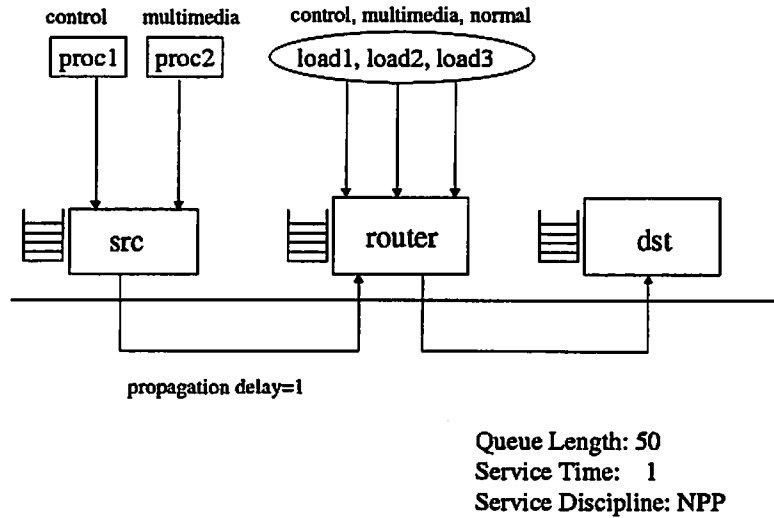 control multimedia control, multimedia, normal
proc1 proc2 load1, load2, load3
src router dst
propagation delay=1
Queue Length: 50
Service Time: 1
Service Discipline: NPP